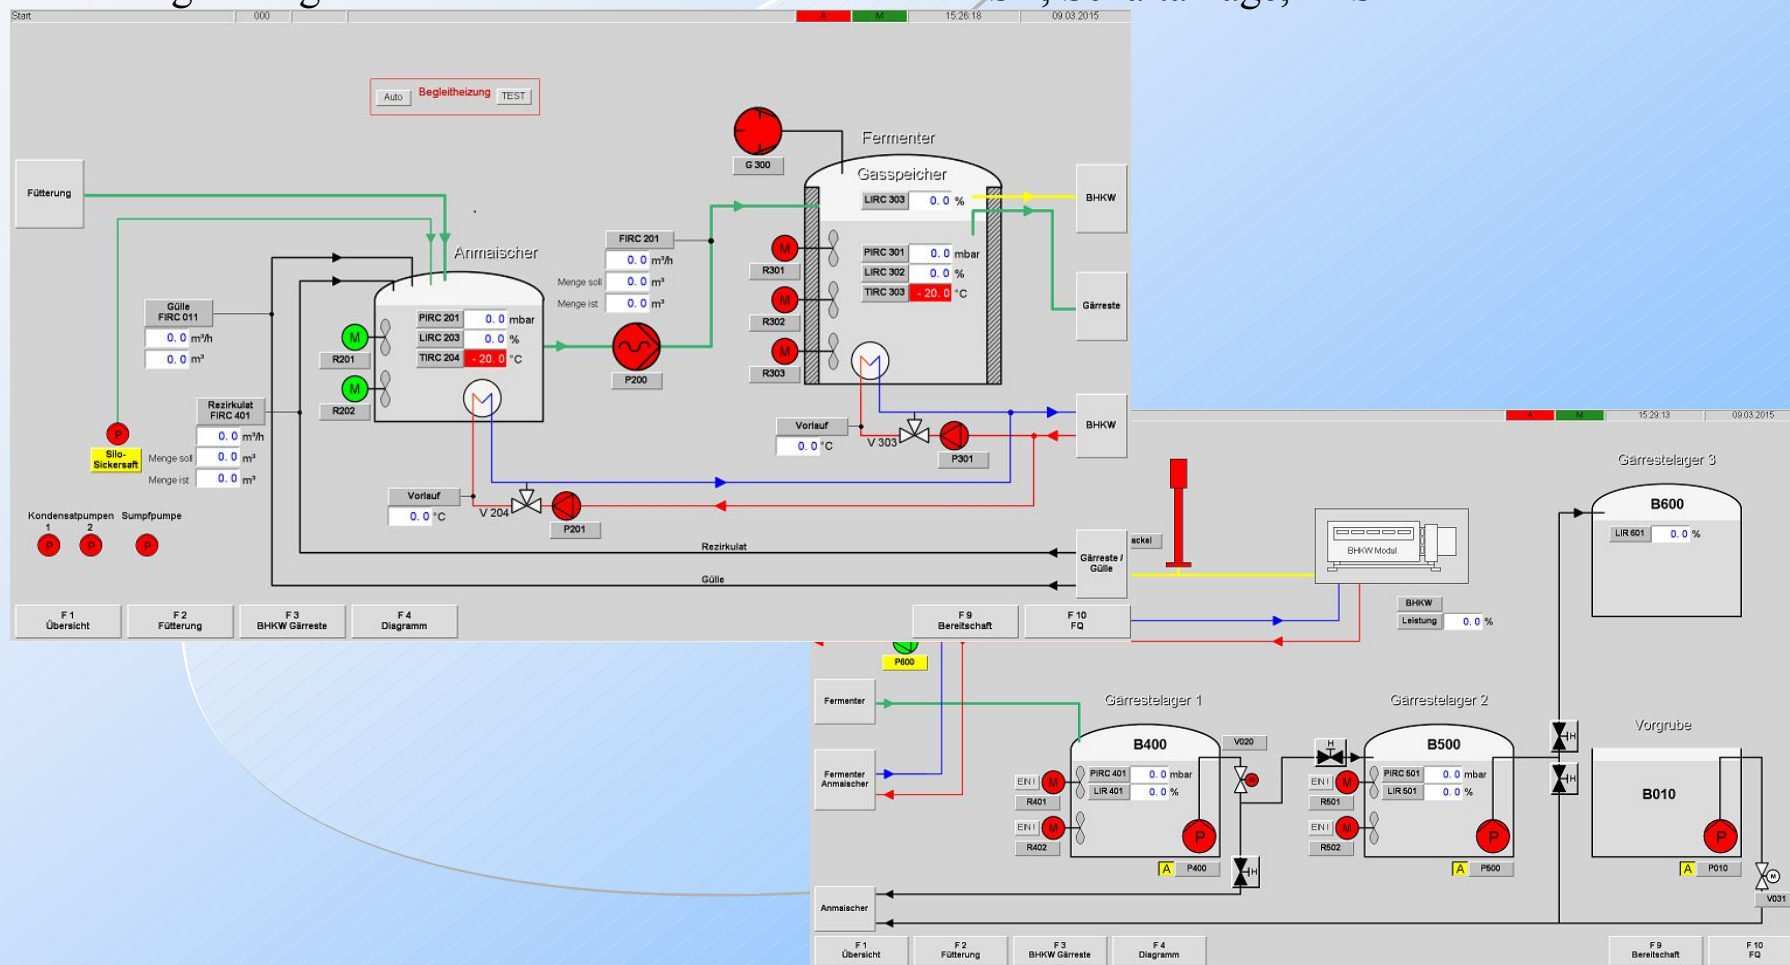 Start 000 A M 15:26:18 09.03.2015
Auto Begleitheizung TEST
Fermenter
G 300
Gasspeicher
Fütterung
LIRC 303 0. 0 %
BHKW
Anmaischer
FIRC 201
0. 0 m³/h
Menge soll 0. 0 m³
Menge ist 0. 0 m³
M
R301
M
R302
M
R303
PIRC 301 0. 0 mbar
LIRC 302 0. 0 %
TIRC 303 - 20. 0 °C
Gärreste
Gülle
FIRC 011
0. 0 m³/h
0. 0 m³
M
R201
M
R202
PIRC 201 0. 0 mbar
LIRC 203 0. 0 %
TIRC 204 - 20. 0 °C
P200
Rezirkulat
FIRC 401
0. 0 m³/h
Menge soll 0. 0 m³
Menge ist 0. 0 m³
P
Silo-
Sickersaft
Vorlauf
0. 0 °C
V 303
P301
BHKW
Vorlauf
0. 0 °C
V 204
P201
Kondensatpumpen Sumpfpumpe
1 2
P P P
Rezirkulat
Gülle
Gärreste /
Gülle
F 1
Übersicht
F 2
Fütterung
F 3
BHKW Gärreste
F 4
Diagramm
F 9
Bereitschaft
F 10
FQ
A M 15:29:13 09.03.2015
Gärrestelager 3
B600
LIR 601 0. 0 %
ackel
BHKW Modul
BHKW
Leistung 0. 0 %
P600
Fermenter
Gärrestelager 1
Gärrestelager 2
Vorgrube
B400
V020
H
B500
H
Fermenter
Anmaischer
EIN ! M
R401
EIN ! M
R402
PIRC 401 0. 0 mbar
LIR 401 0. 0 %
M
P
A P400
H
EIN ! M
R501
EIN ! M
R502
PIRC 501 0. 0 mbar
LIR 501 0. 0 %
P
A P500
H
B010
P
A P010
M
V031
Anmaischer
F 1
Übersicht
F 2
Fütterung
F 3
BHKW Gärreste
F 4
Diagramm
F 9
Bereitschaft
F 10
FQ